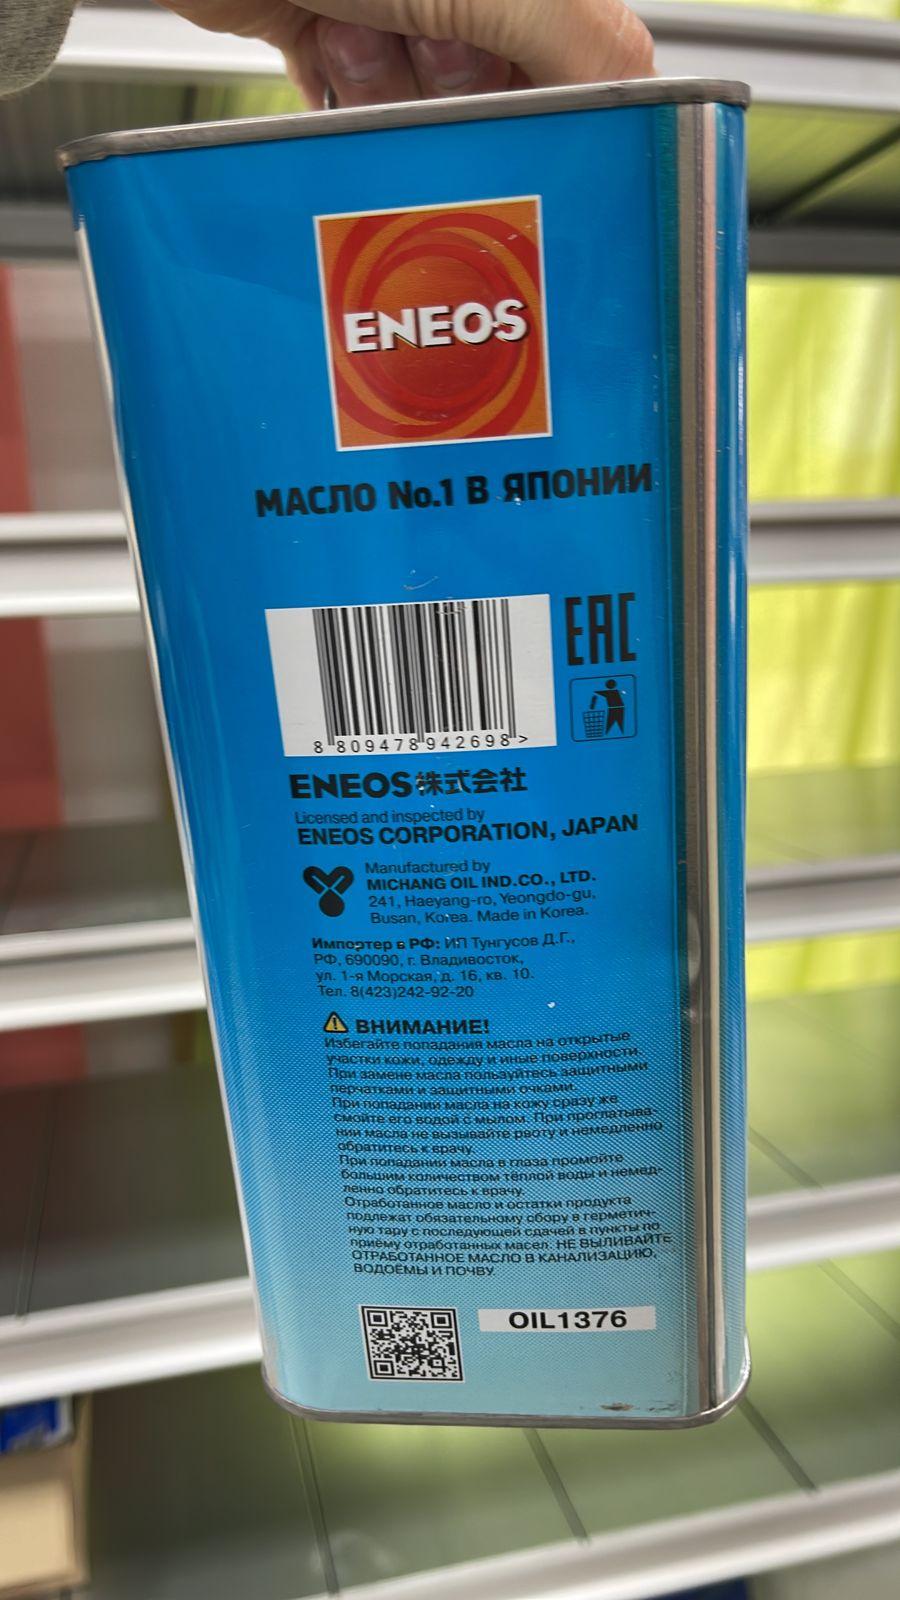 ENEOS
МАСЛО No.1 В ЯПОНИИ
EAC
8 809478 942698 >
ENEOS株式会社
Licensed and inspected by
ENEOS CORPORATION, JAPAN
Manufactured by
MICHANG OIL IND.CO., LTD.
241, Haeyang-ro, Yeongdo-gu,
Busan, Korea. Made in Korea.
Импортер в РФ: ИП Тунгусов Д.Г.,
РФ, 690090, г. Владивосток,
ул. 1-я Морская, д. 16, кв. 10.
Тел. 8(423)242-92-20
ВНИМАНИЕ!
Избегайте попадания масла на открытые
участки кожи, одежду и иные поверхности.
При замене масла пользуйтесь защитными
перчатками и защитными очками.
При попадании масла на кожу сразу же
смойте его водой с мылом. При проглатыва-
нии масла не вызывайте рвоту и немедленно
обратитесь к врачу.
При попадании масла в глаза промойте
большим количеством тёплой воды и немед-
ленно обратитесь к врачу.
Отработанное масло и остатки продукта
подлежат обязательному сбору в герметич-
ную тару с последующей сдачей в пункты по
приёму отработанных масел. НЕ ВЫЛИВАЙТЕ
ОТРАБОТАННОЕ МАСЛО В КАНАЛИЗАЦИЮ,
ВОДОЁМЫ И ПОЧВУ.
OIL1376